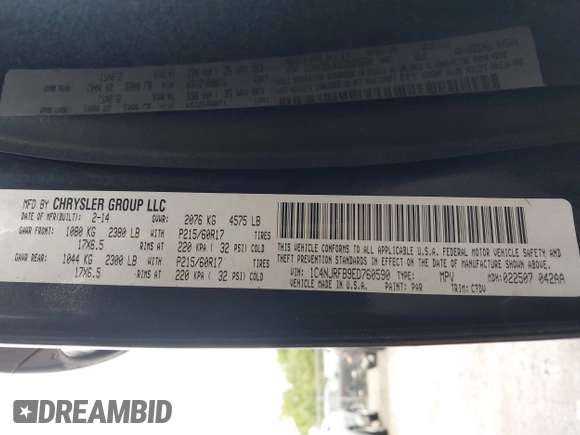 MFD BY CHRYSLER GROUP LLC
DATE OF MFR(BUILT): 2-14 GVWR: 2076 KG 4575 LB
GAWR FRONT: 1080 KG 2380 LB P215/60R17 TIRES
17X6.5 RIMS AT 220 KPA ( 32 PSI) COLD
GAWR REAR: 1044 KG 2300 LB P215/60R17 TIRES
17X6.5 RIMS AT 220 KPA ( 32 PSI) COLD
THIS VEHICLE CONFORMS TO ALL APPLICABLE U.S.A. FEDERAL MOTOR VEHICLE SAFETY,
BUMPER, AND THEFT PREVENTION STANDARDS IN EFFECT ON THE DATE OF MANUFACTURE SHOWN ABOVE.
VIN: 1C4NJRFB9ED760590 TYPE: MPV MDH: 022507 042AA
VEHICLE MADE IN U.S.A. PAINT: PAR TRIM: C7DV
DREAMBID